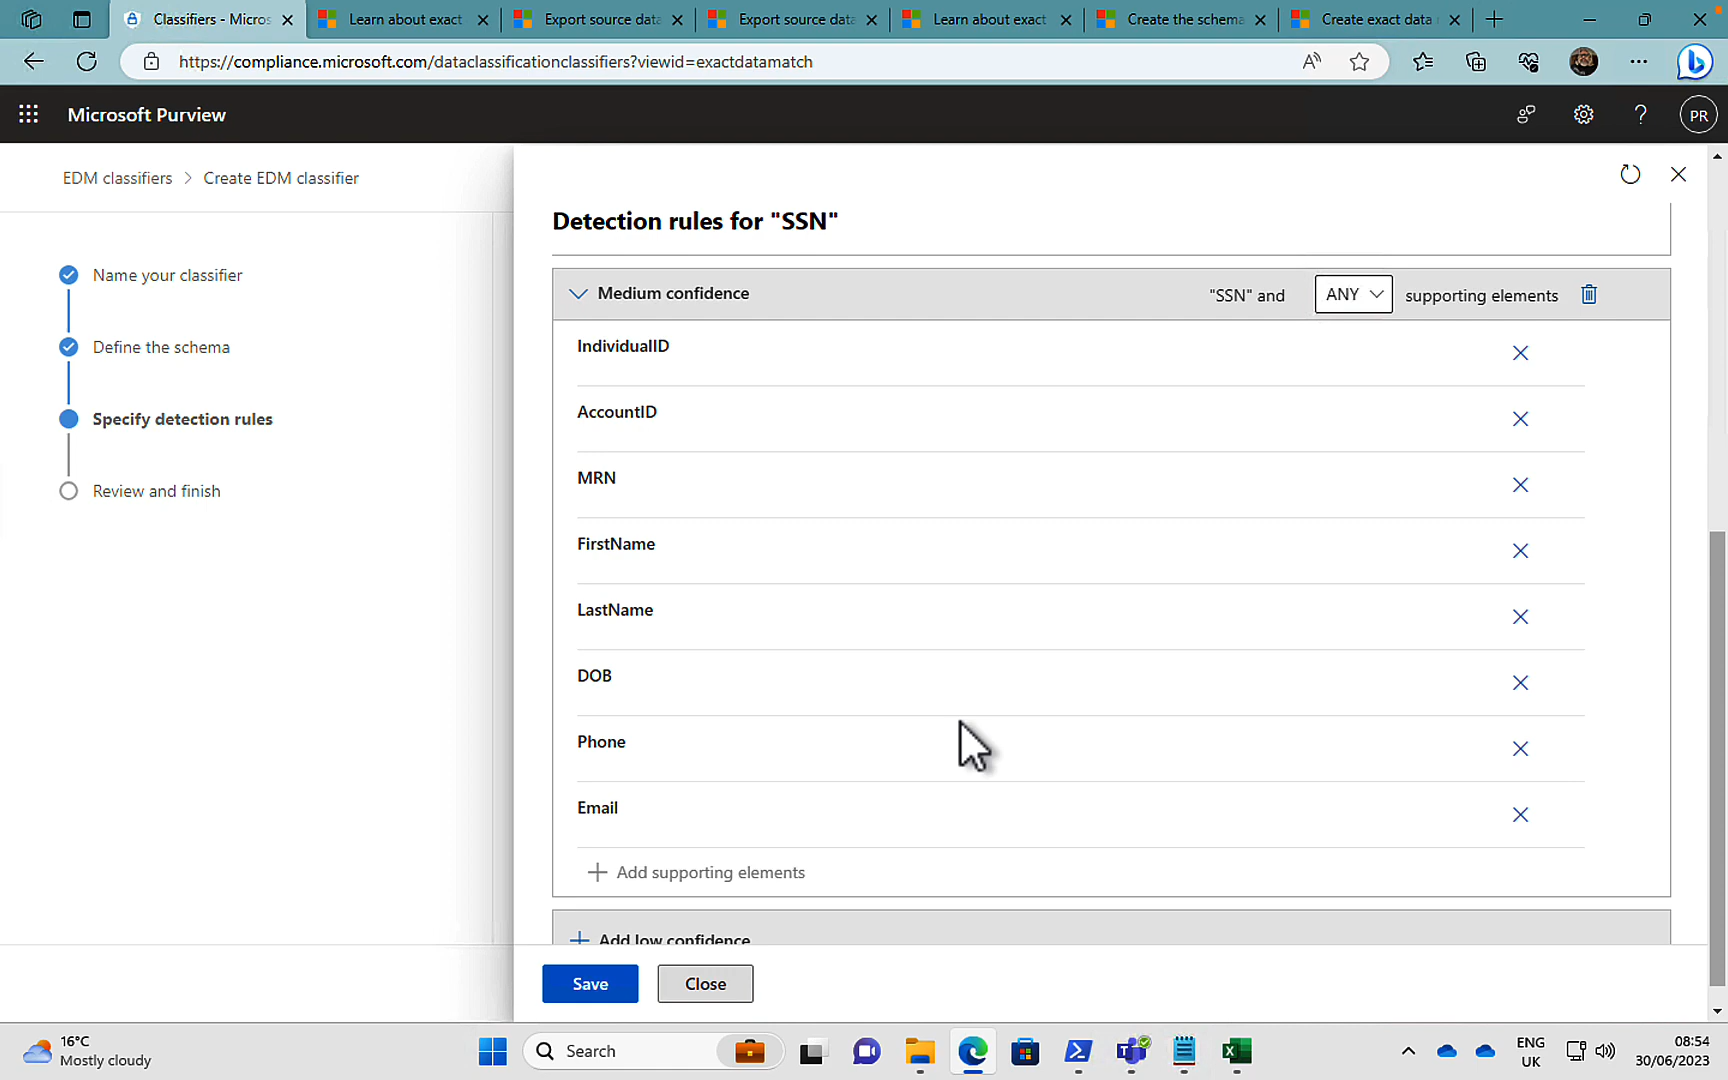 Classifiers - Micros
Learn about exact
Export source data
Export source data
Learn about exact
Create the schema
Create exact data
https://compliance.microsoft.com/dataclassificationclassifiers?viewid=exactdatamatch
Microsoft Purview
PR
EDM classifiers > Create EDM classifier
Name your classifier
Define the schema
Specify detection rules
Review and finish
Detection rules for "SSN"
Medium confidence
"SSN" and ANY supporting elements
IndividualID
AccountID
MRN
FirstName
LastName
DOB
Phone
Email
Add supporting elements
Add low confidence
Save
Close
16°C
Mostly cloudy
Search
ENG
UK
08:54
30/06/2023